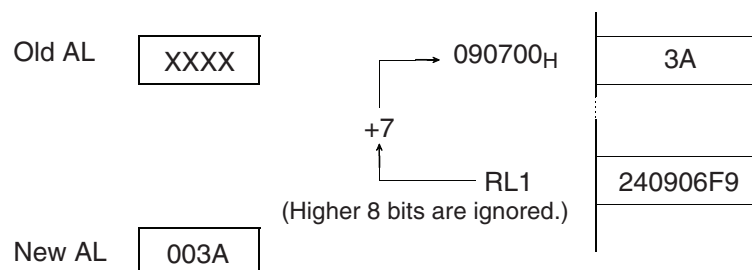 Old AL XXXX 090700H 3A
+7
RL1 240906F9
(Higher 8 bits are ignored.)
New AL 003A